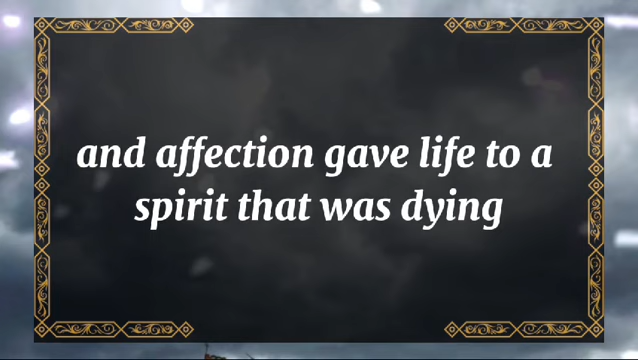 and affection gave life to a
spirit that was dying